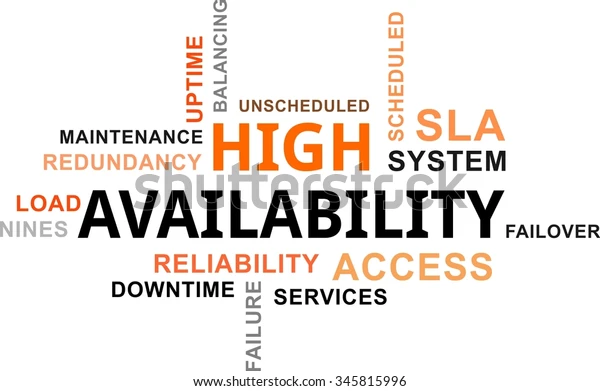 UPTIME
BALANCING
SCHEDULED
UNSCHEDULED
MAINTENANCE
HIGH
SLA
REDUNDANCY
SYSTEM
LOAD
AVAILABILITY
NINES
FAILOVER
RELIABILITY
ACCESS
DOWNTIME
FAILURE
SERVICES
shutterstock
www.shutterstock.com · 345815996